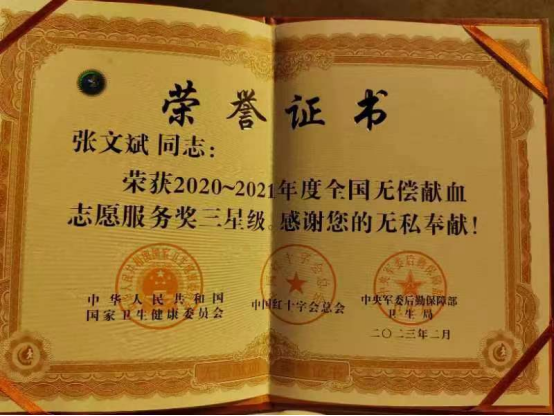 荣誉证书
张文斌 同志：
荣获2020~2021年度全国无偿献血
志愿服务奖三星级。感谢您的无私奉献！
中华人民共和国
国家卫生健康委员会
中国红十字会总会
中央军委后勤保障部
卫生局
二〇二三年二月